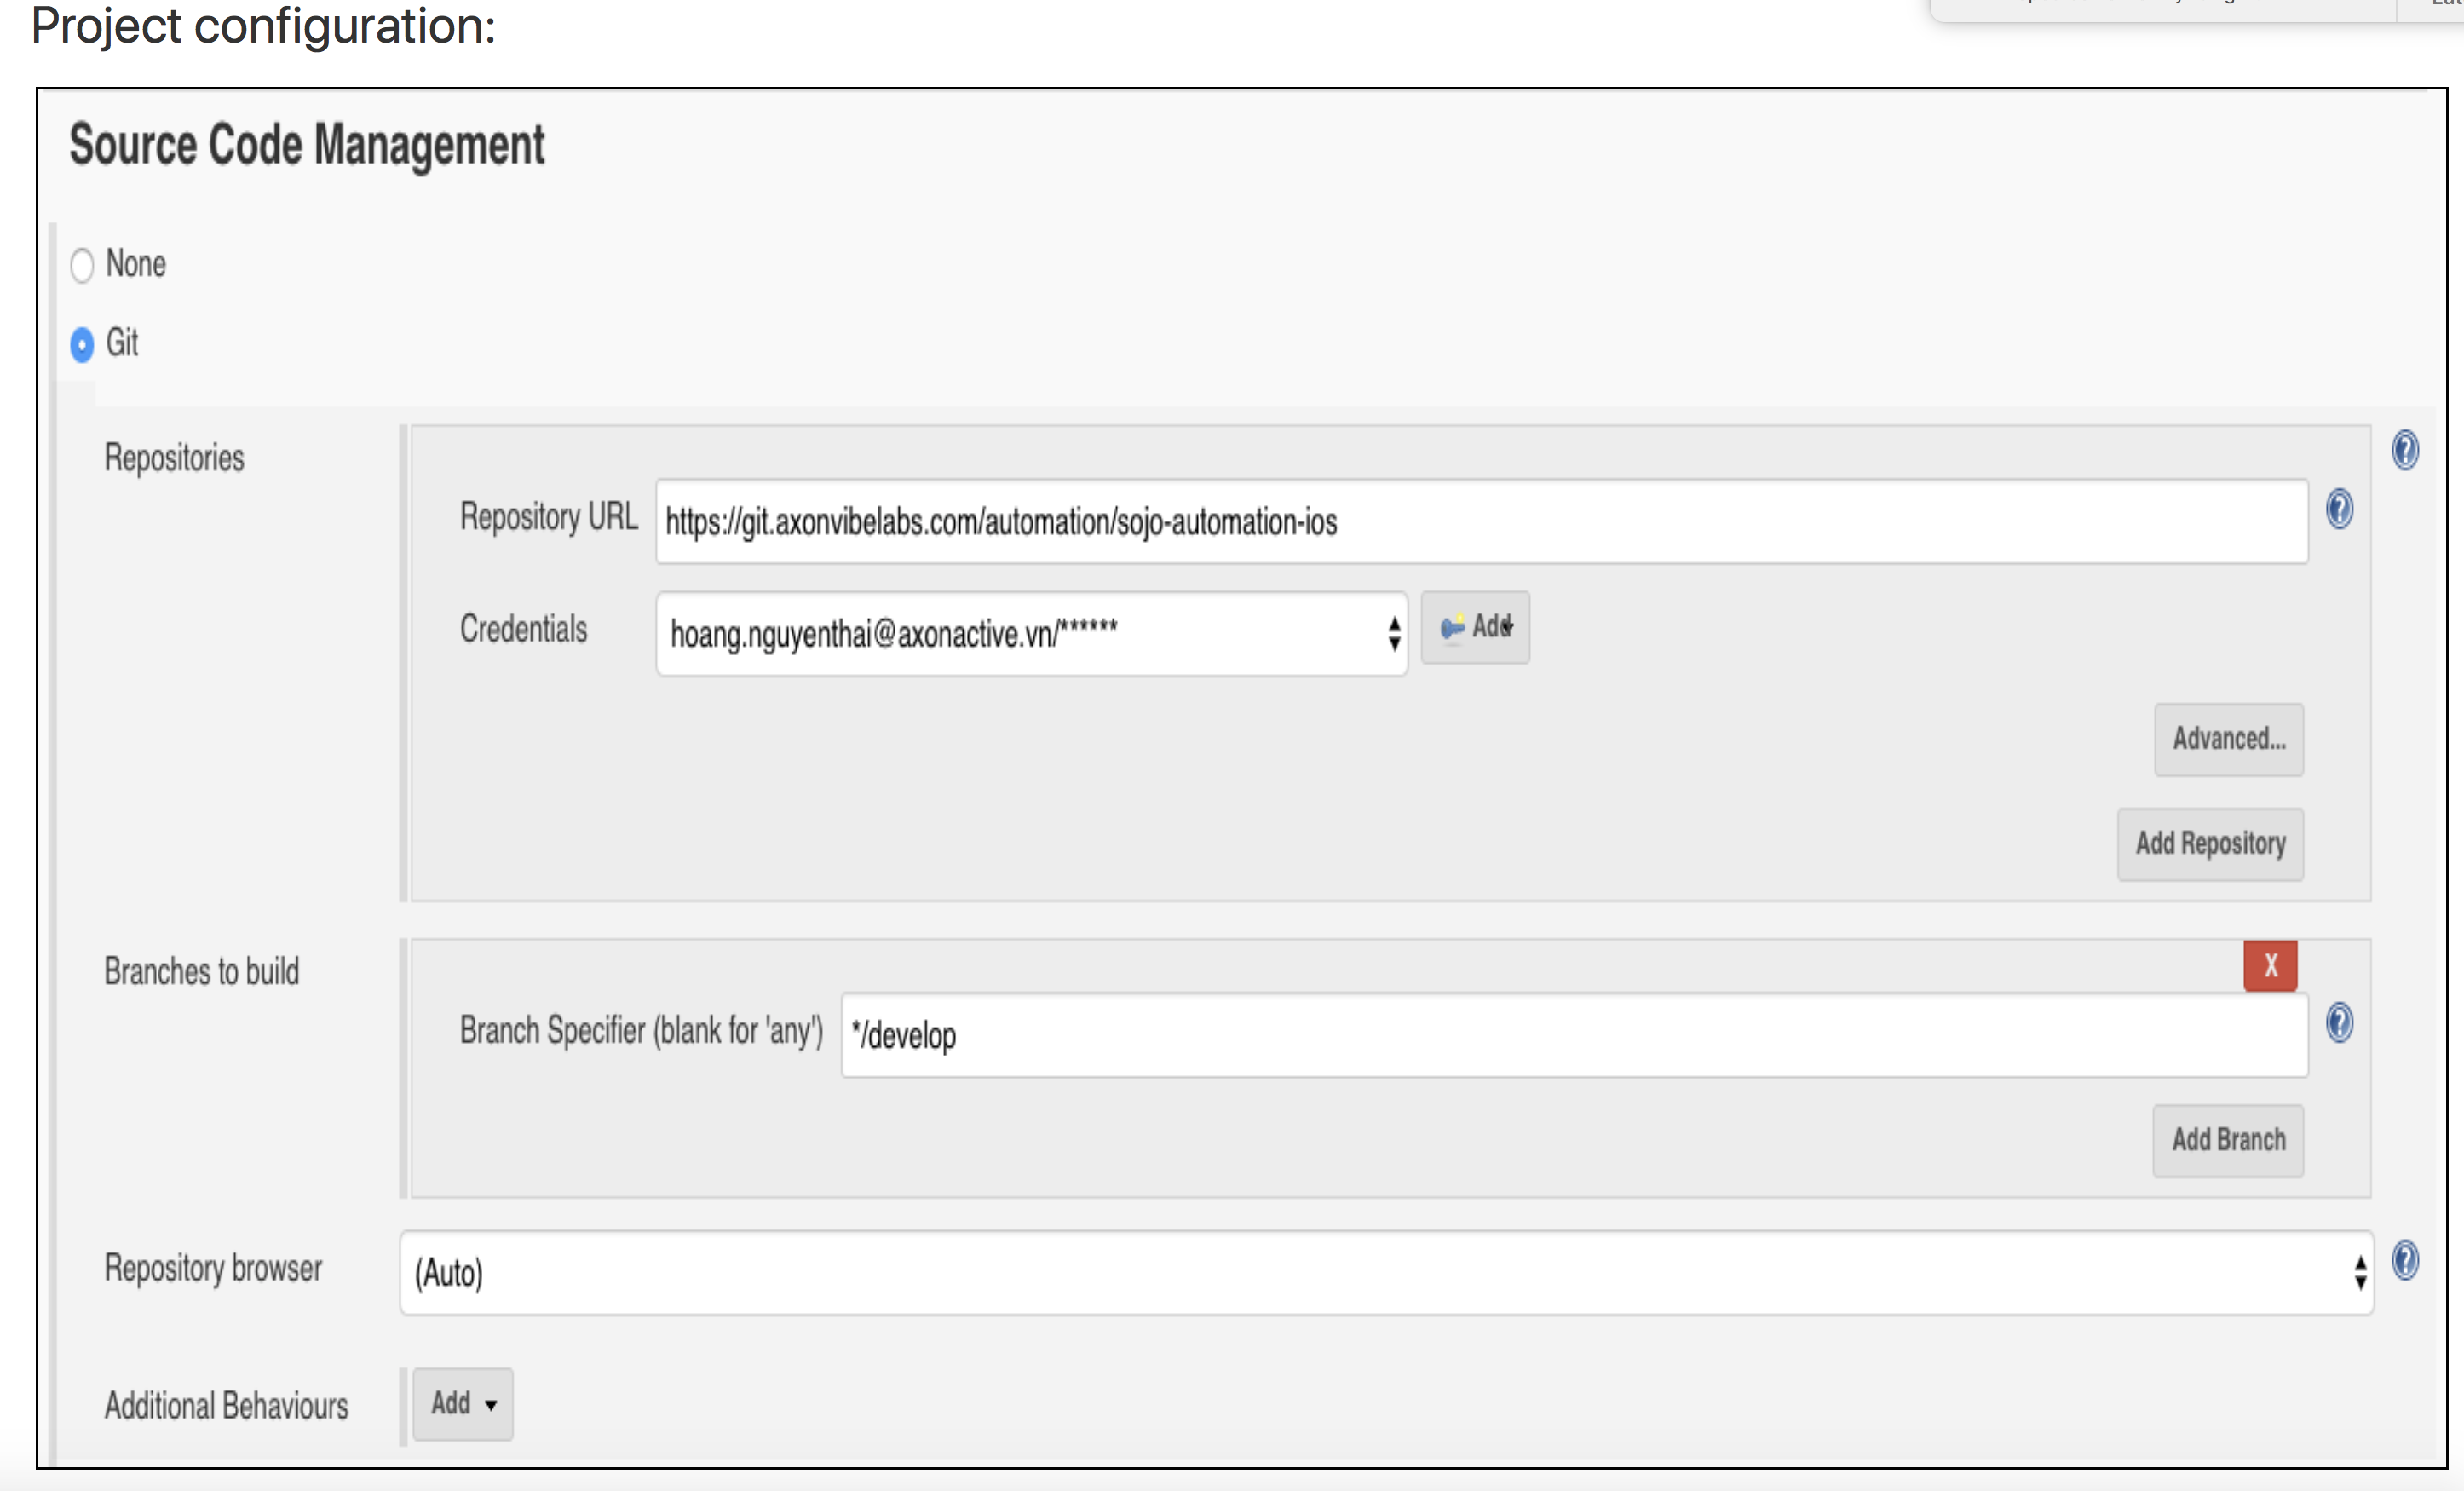 Project configuration:
Source Code Management
None
Git
Repositories
Repository URL https://git.axonvibelabs.com/automation/sojo-automation-ios
Credentials hoang.nguyenthai@axonactive.vn/****** Add
Advanced...
Add Repository
Branches to build
X
Branch Specifier (blank for 'any') */develop
Add Branch
Repository browser (Auto)
Additional Behaviours Add